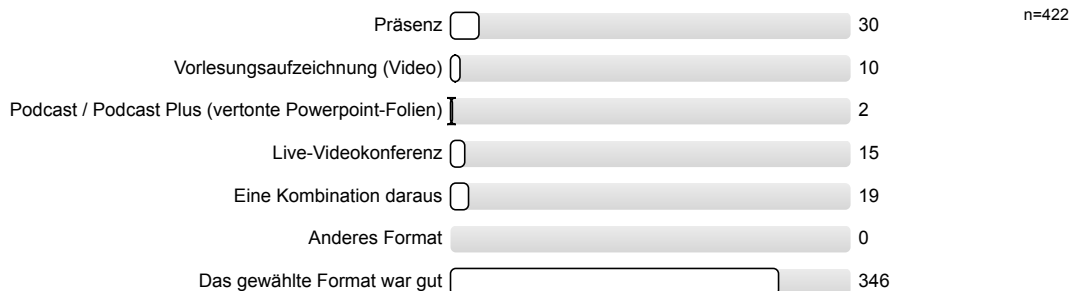 Präsenz 30 n=422
Vorlesungsaufzeichnung (Video) 10
Podcast / Podcast Plus (vertonte Powerpoint-Folien) 2
Live-Videokonferenz 15
Eine Kombination daraus 19
Anderes Format 0
Das gewählte Format war gut 346